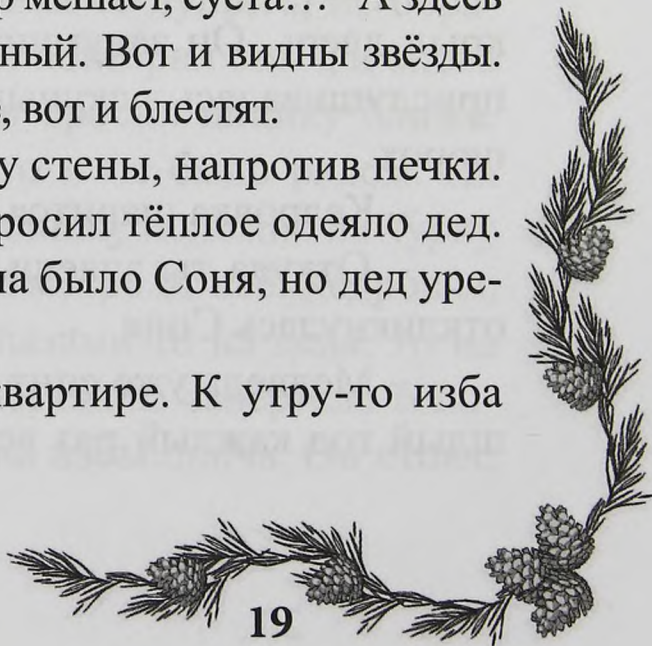 мешает, суета… А здесь
ный. Вот и видны звёзды.
, вот и блестят.
у стены, напротив печки.
росил тёплое одеяло дед.
ла было Соня, но дед уре-
вартире. К утру-то изба
19